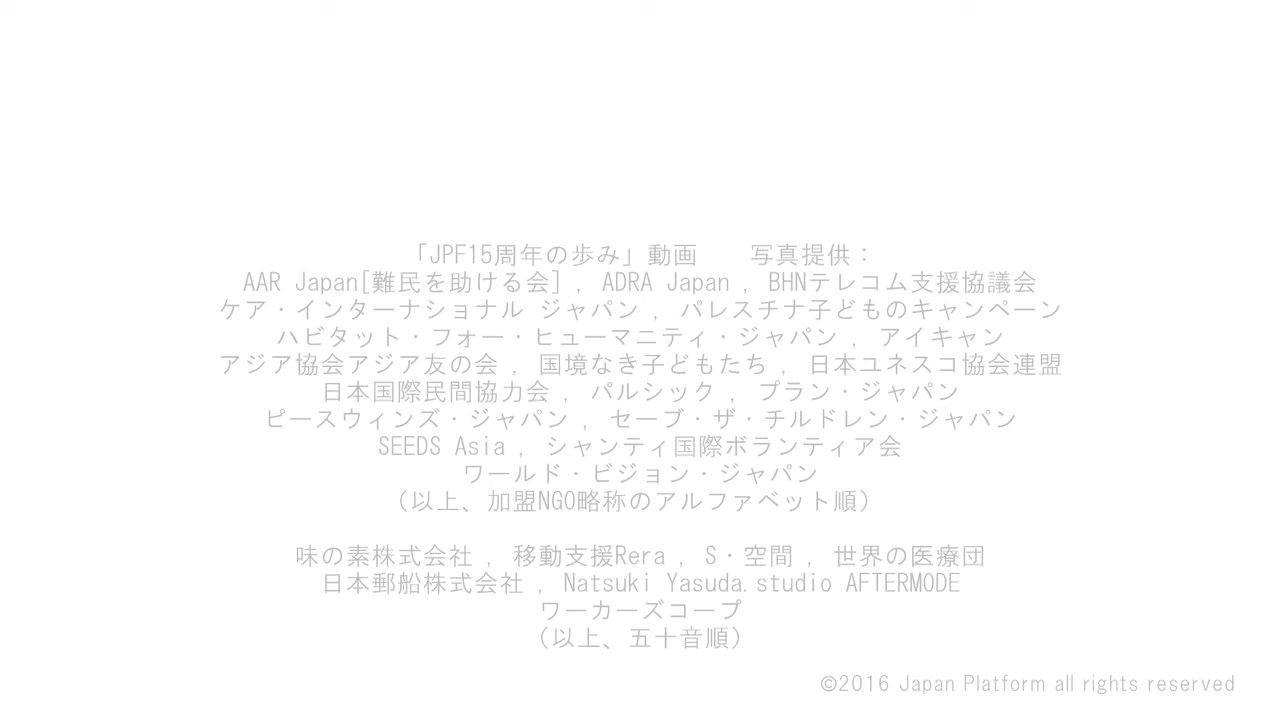 「JPF15周年の歩み」動画　　写真提供：
AAR Japan[難民を助ける会] , ADRA Japan , BHNテレコム支援協議会
ケア・インターナショナル ジャパン , パレスチナ子どものキャンペーン
ハビタット・フォー・ヒューマニティ・ジャパン , アイキャン
アジア協会アジア友の会 , 国境なき子どもたち , 日本ユネスコ協会連盟
日本国際民間協力会 , パルシック , プラン・ジャパン
ピースウィンズ・ジャパン , セーブ・ザ・チルドレン・ジャパン
SEEDS Asia , シャンティ国際ボランティア会
ワールド・ビジョン・ジャパン
（以上、加盟NGO略称のアルファベット順）
味の素株式会社 , 移動支援Rera , S・空間 , 世界の医療団
日本郵船株式会社 , Natsuki Yasuda.studio AFTERMODE
ワーカーズコープ
（以上、五十音順）
©2016 Japan Platform all rights reserved